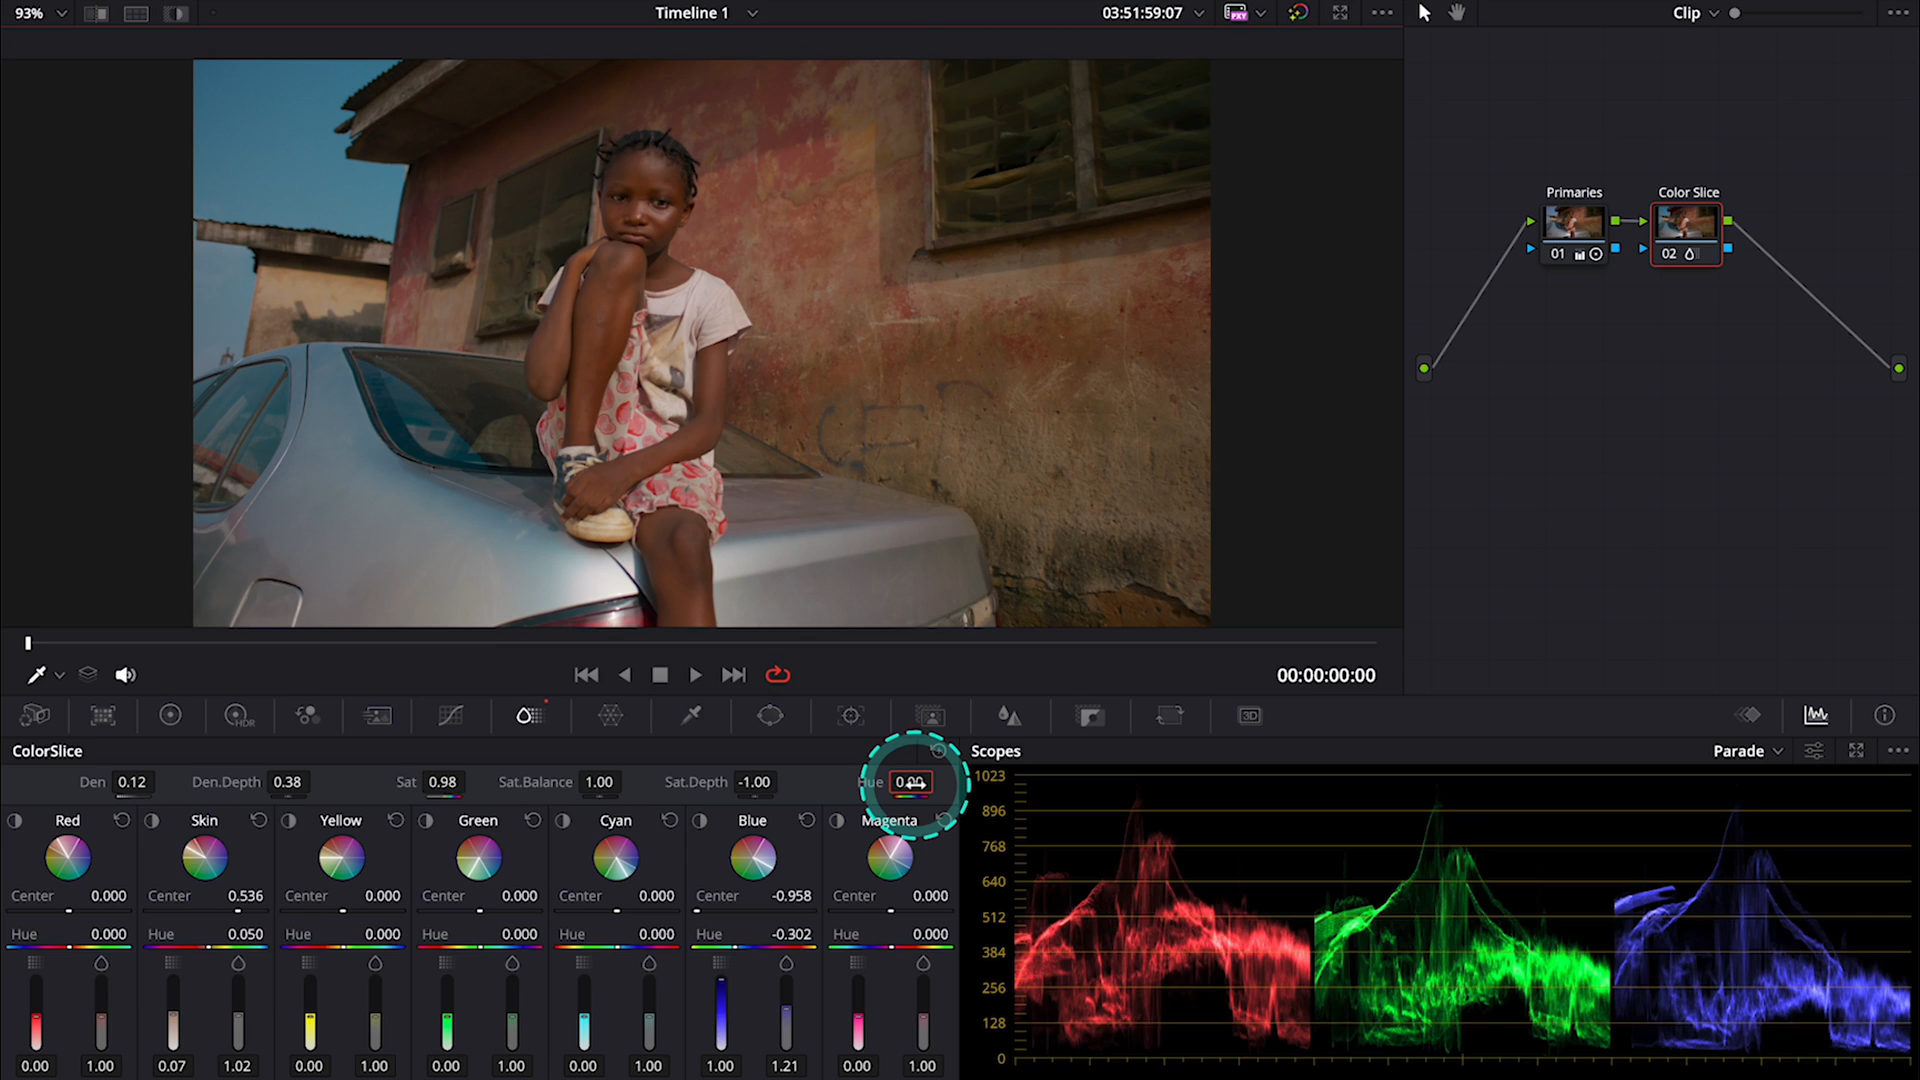 93%
Timeline 1
03:51:59:07
PXY
Clip
Primaries
Color Slice
01
02
00:00:00:00
HDR
3D
ColorSlice
Scopes
Parade
Den 0.12 Den.Depth 0.38 Sat 0.98 Sat.Balance 1.00 Sat.Depth -1.00 Hue 0.00
Red Skin Yellow Green Cyan Blue Magenta
Center 0.000 Center 0.536 Center 0.000 Center 0.000 Center 0.000 Center -0.958 Center 0.000
Hue 0.000 Hue 0.050 Hue 0.000 Hue 0.000 Hue 0.000 Hue -0.302 Hue 0.000
0.00 1.00 0.07 1.02 0.00 1.00 0.00 1.00 0.00 1.00 1.00 1.21 0.00 1.00
1023
896
768
640
512
384
256
128
0